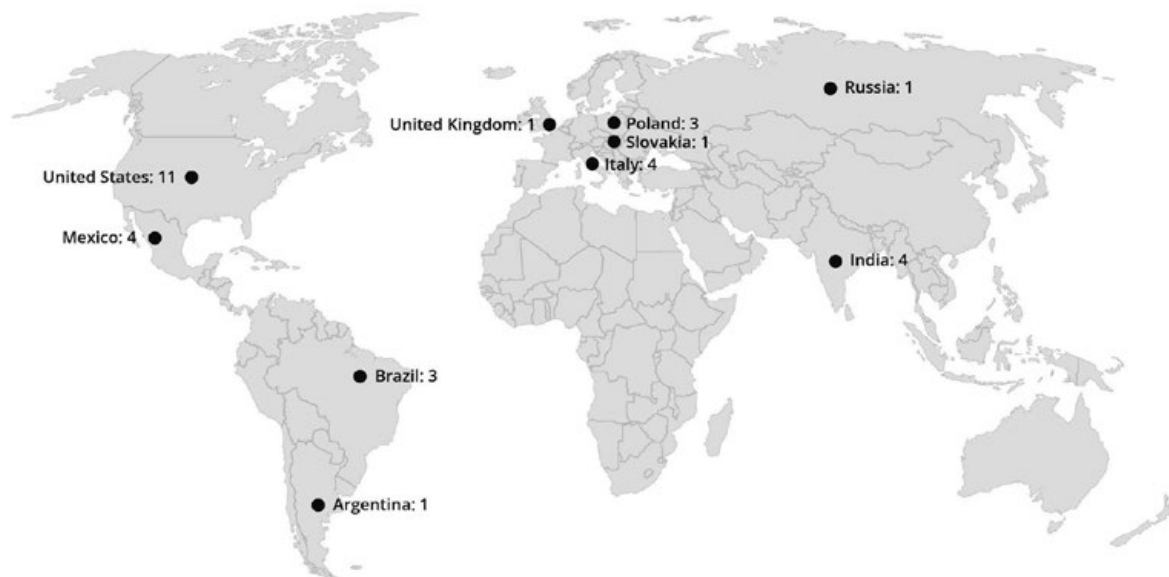 Russia: 1
United Kingdom: 1
Poland: 3
Slovakia: 1
Italy: 4
United States: 11
Mexico: 4
India: 4
Brazil: 3
Argentina: 1